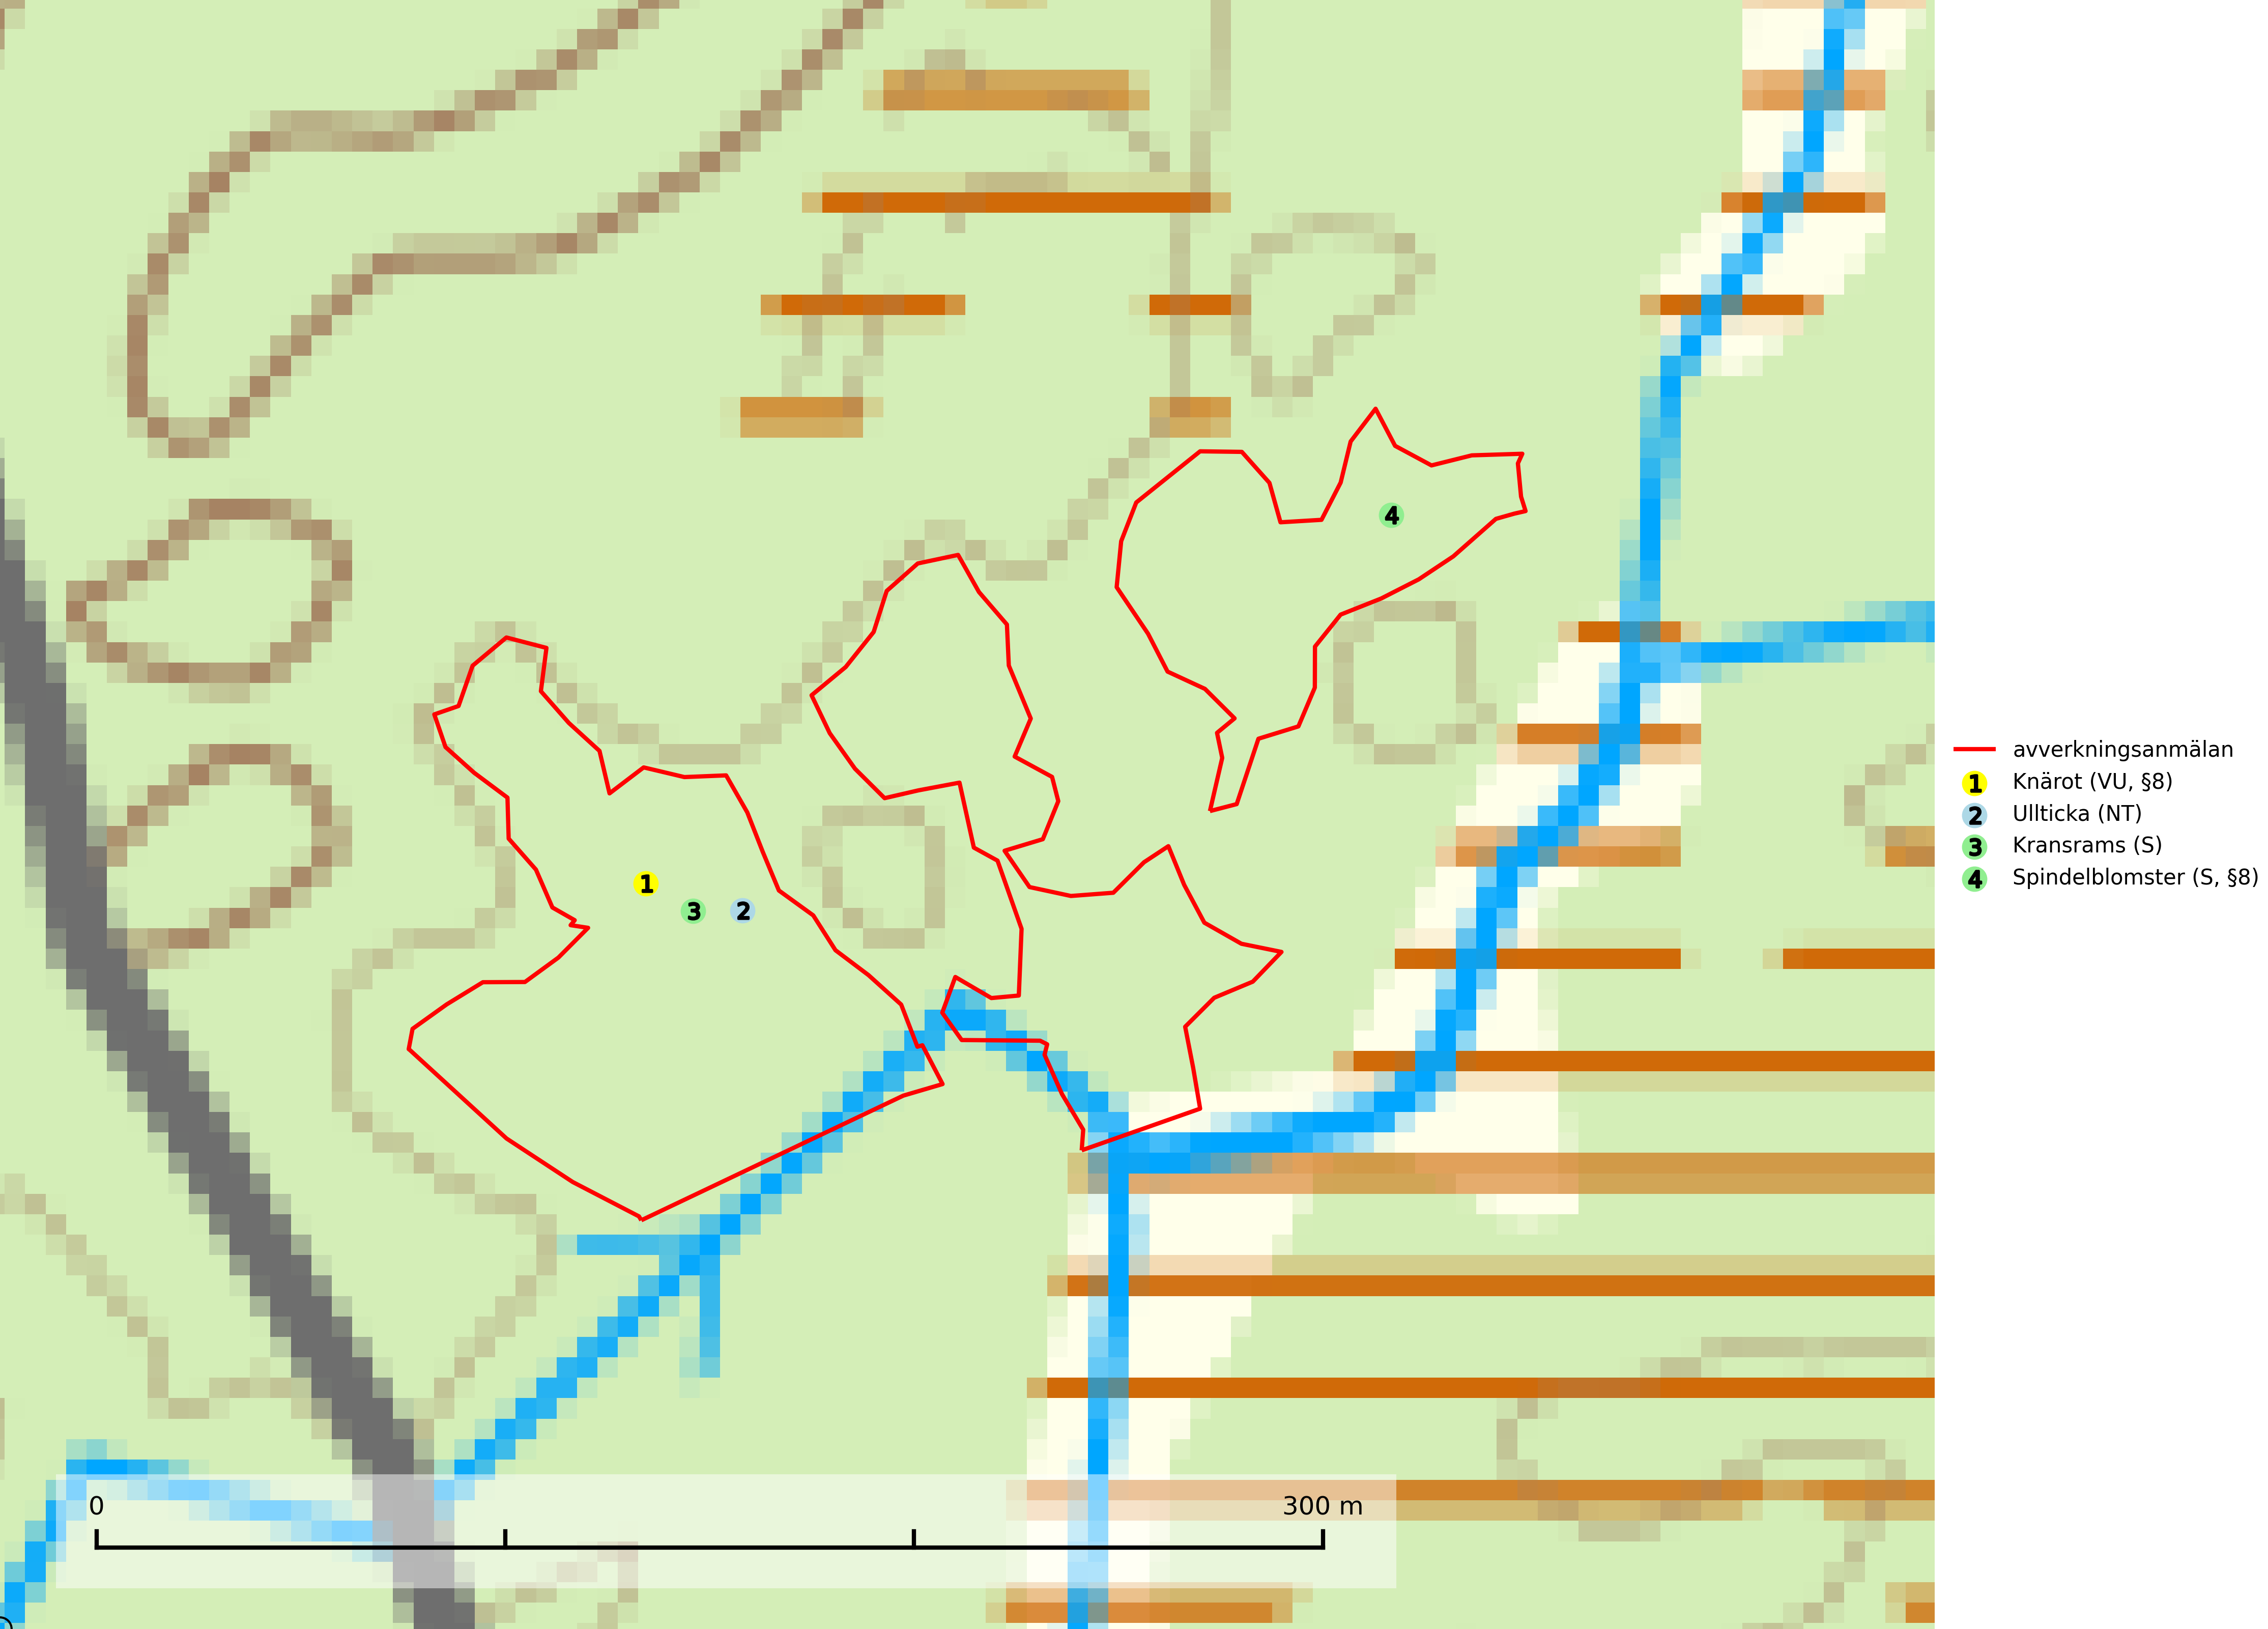 4
1
3
2
avverkningsanmälan
1 Knärot (VU, §8)
2 Ullticka (NT)
3 Kransrams (S)
4 Spindelblomster (S, §8)
0 300 m